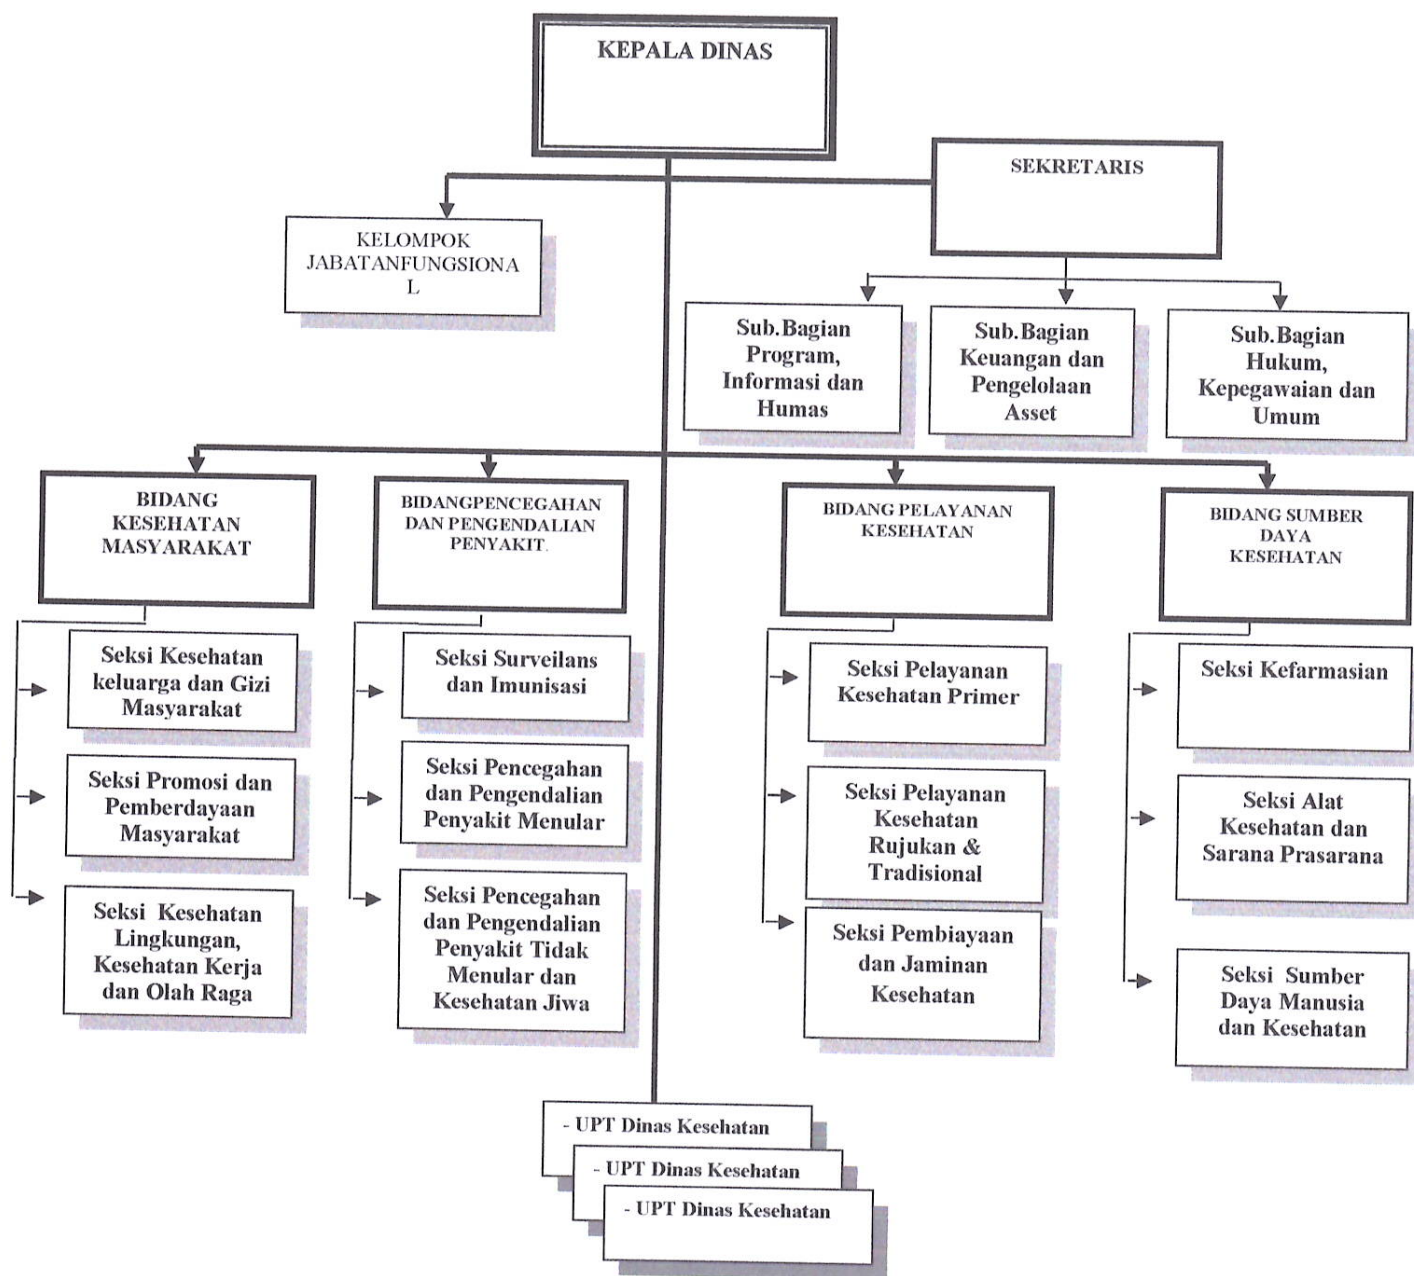 KEPALA DINAS
SEKRETARIS
KELOMPOK
JABATANFUNGSIONA
L
Sub.Bagian
Program,
Informasi dan
Humas
Sub.Bagian
Keuangan dan
Pengelolaan
Asset
Sub.Bagian
Hukum,
Kepegawaian dan
Umum
BIDANG
KESEHATAN
MASYARAKAT
BIDANGPENCEGAHAN
DAN PENGENDALIAN
PENYAKIT.
BIDANG PELAYANAN
KESEHATAN
BIDANG SUMBER
DAYA
KESEHATAN
Seksi Kesehatan
keluarga dan Gizi
Masyarakat
Seksi Promosi dan
Pemberdayaan
Masyarakat
Seksi  Kesehatan
Lingkungan,
Kesehatan Kerja
dan Olah Raga
Seksi Surveilans
dan Imunisasi
Seksi Pencegahan
dan Pengendalian
Penyakit Menular
Seksi Pencegahan
dan Pengendalian
Penyakit Tidak
Menular dan
Kesehatan Jiwa
Seksi Pelayanan
Kesehatan Primer
Seksi Pelayanan
Kesehatan
Rujukan &
Tradisional
Seksi Pembiayaan
dan Jaminan
Kesehatan
Seksi Kefarmasian
Seksi Alat
Kesehatan dan
Sarana Prasarana
Seksi  Sumber
Daya Manusia
dan Kesehatan
- UPT Dinas Kesehatan
- UPT Dinas Kesehatan
- UPT Dinas Kesehatan